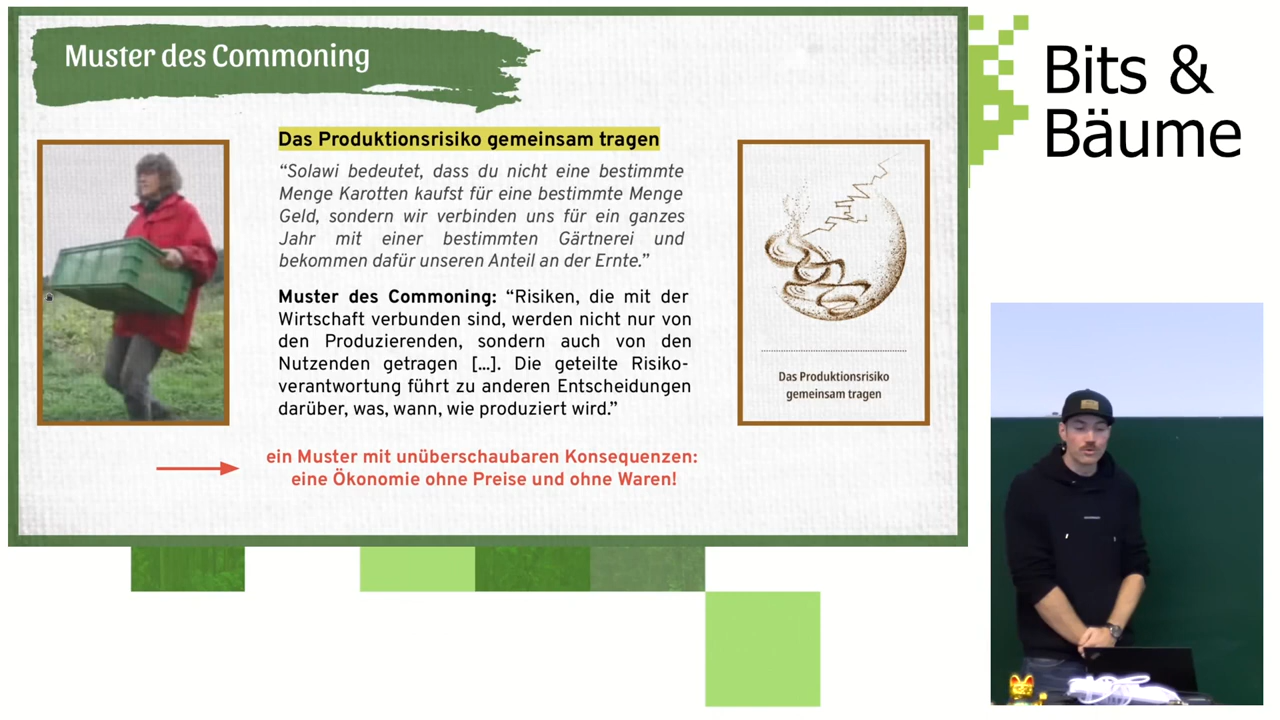 Muster des Commoning
Das Produktionsrisiko gemeinsam tragen
“Solawi bedeutet, dass du nicht eine bestimmte
Menge Karotten kaufst für eine bestimmte Menge
Geld, sondern wir verbinden uns für ein ganzes
Jahr mit einer bestimmten Gärtnerei und
bekommen dafür unseren Anteil an der Ernte.”
Muster des Commoning: “Risiken, die mit der
Wirtschaft verbunden sind, werden nicht nur von
den Produzierenden, sondern auch von den
Nutzenden getragen [...]. Die geteilte Risiko-
verantwortung führt zu anderen Entscheidungen
darüber, was, wann, wie produziert wird.”
ein Muster mit unüberschaubaren Konsequenzen:
eine Ökonomie ohne Preise und ohne Waren!
Das Produktionsrisiko
gemeinsam tragen
Bits &
Bäume